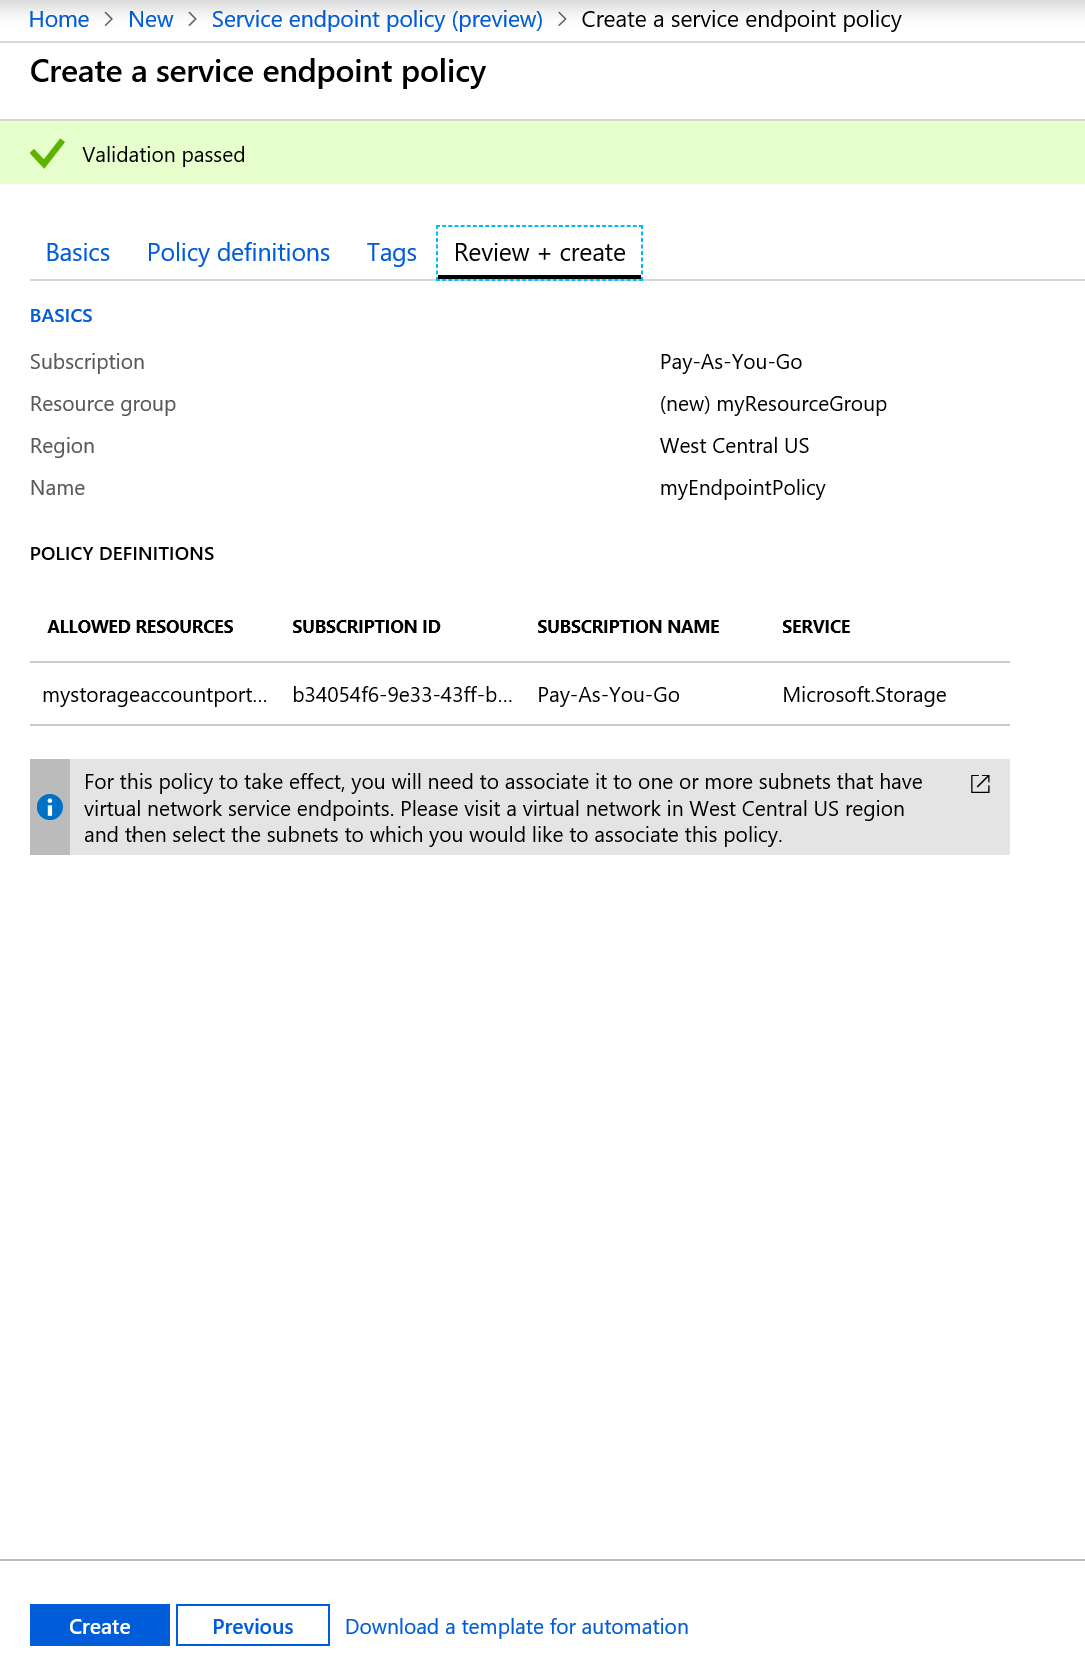 Home > New > Service endpoint policy (preview) > Create a service endpoint policy
Create a service endpoint policy
Validation passed
Basics Policy definitions Tags Review + create
BASICS
Subscription Pay-As-You-Go
Resource group (new) myResourceGroup
Region West Central US
Name myEndpointPolicy
POLICY DEFINITIONS
ALLOWED RESOURCES SUBSCRIPTION ID SUBSCRIPTION NAME SERVICE
mystorageaccountport... b34054f6-9e33-43ff-b... Pay-As-You-Go Microsoft.Storage
For this policy to take effect, you will need to associate it to one or more subnets that have
virtual network service endpoints. Please visit a virtual network in West Central US region
and then select the subnets to which you would like to associate this policy.
Create Previous Download a template for automation